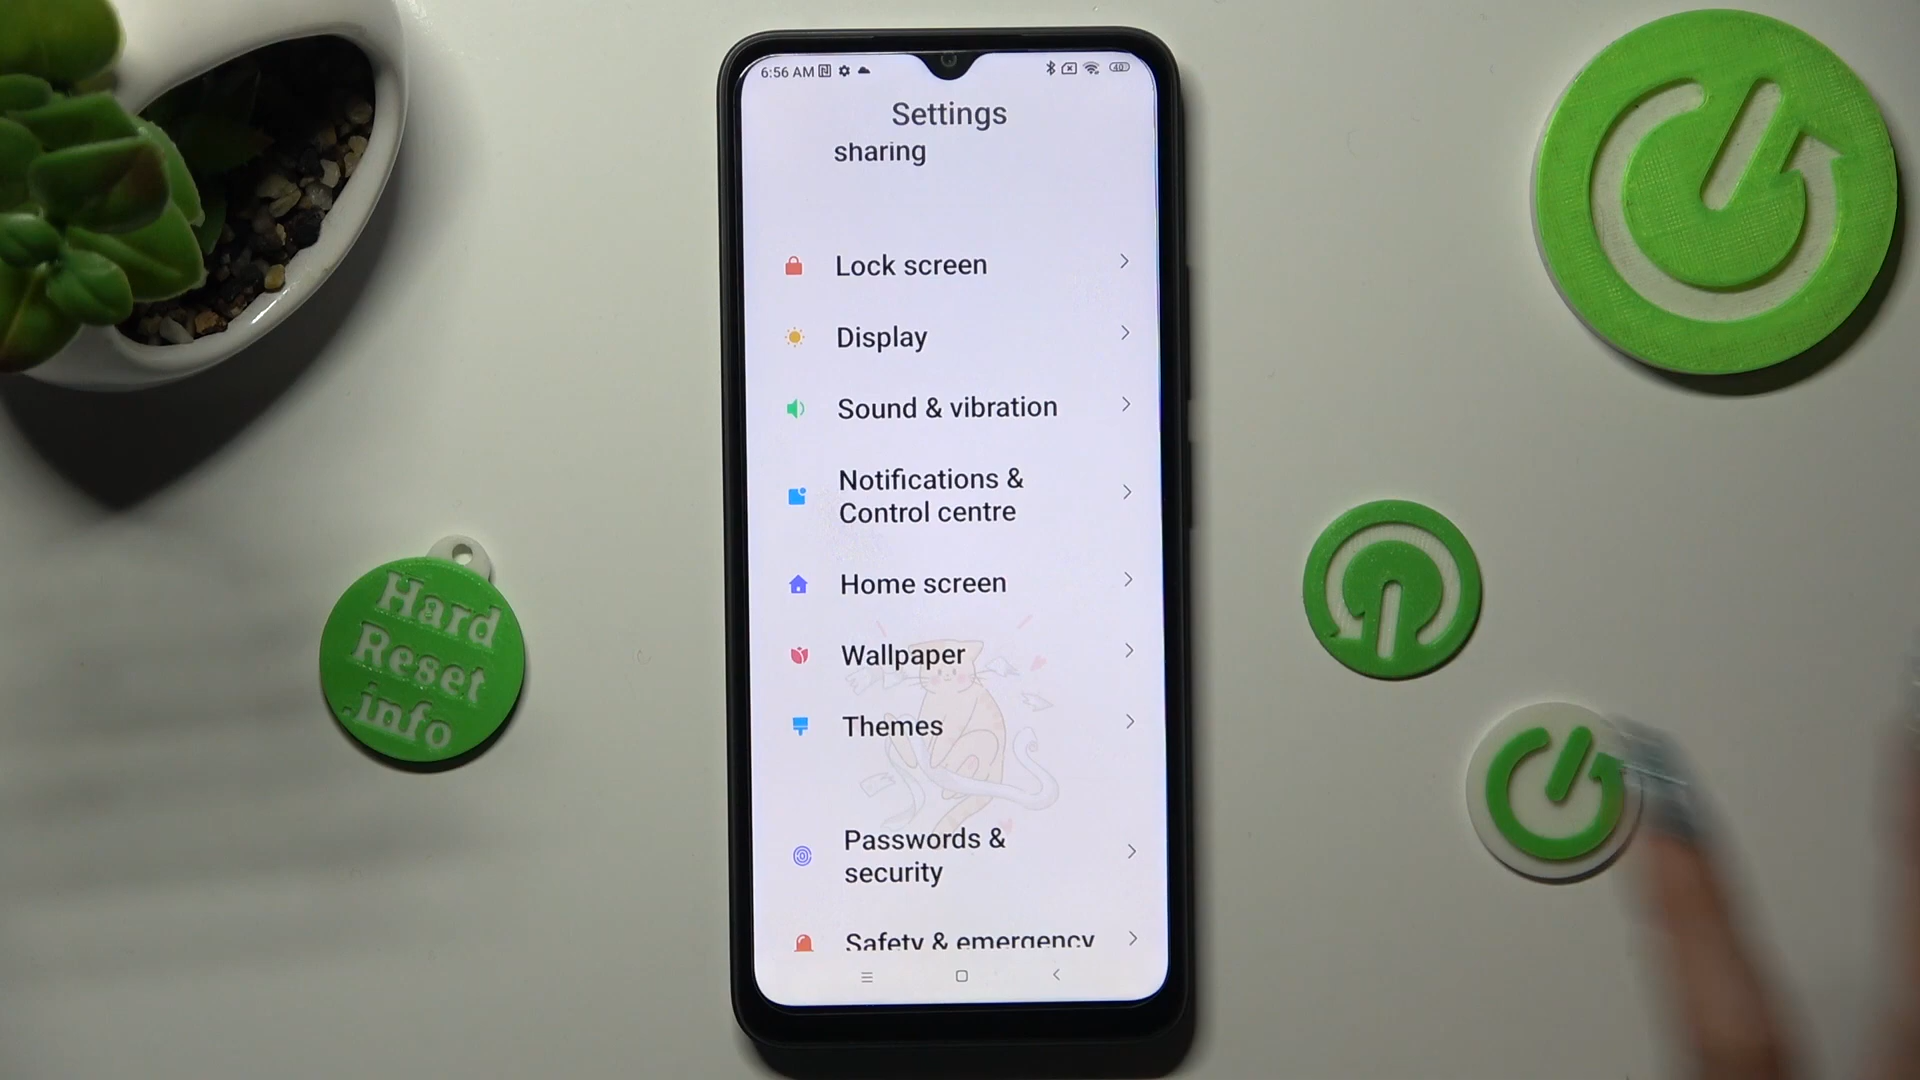 6:56 AM
40
Settings
sharing
Lock screen
Display
Sound & vibration
Notifications &
Control centre
Home screen
Wallpaper
Themes
Passwords &
security
Safety & emergency
Hard
Reset
.info